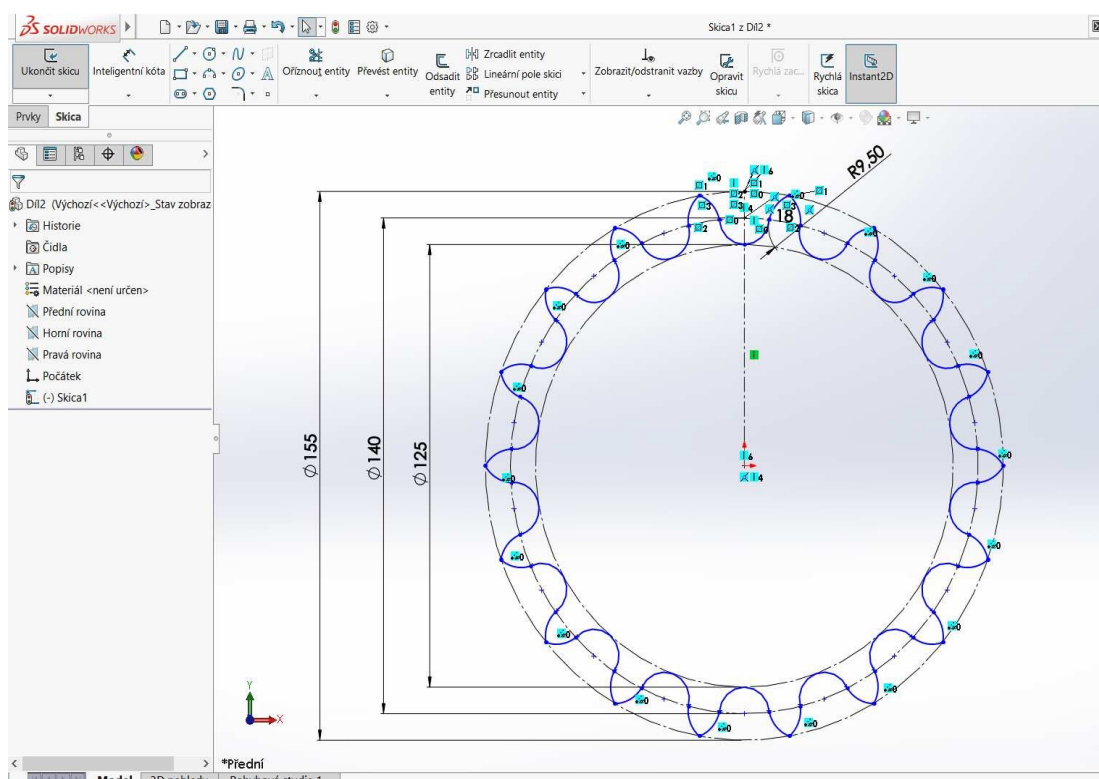 SOLIDWORKS
Skica1 z Díl2 *
Ukončit skicu
Inteligentní kóta
Oříznout entity
Převést entity
Odsadit entity
Zrcadlit entity
Lineární pole skici
Přesunout entity
Zobrazit/odstranit vazby
Opravit skicu
Rychlá zac...
Rychlá skica
Instant2D
Prvky
Skica
Díl2 (Výchozí<<Výchozí>_Stav zobraz
Historie
Čidla
Popisy
Materiál <není určen>
Přední rovina
Horní rovina
Pravá rovina
Počátek
(-) Skica1
R9,50
18
∅155
∅140
∅125
Y
X
*Přední
Model